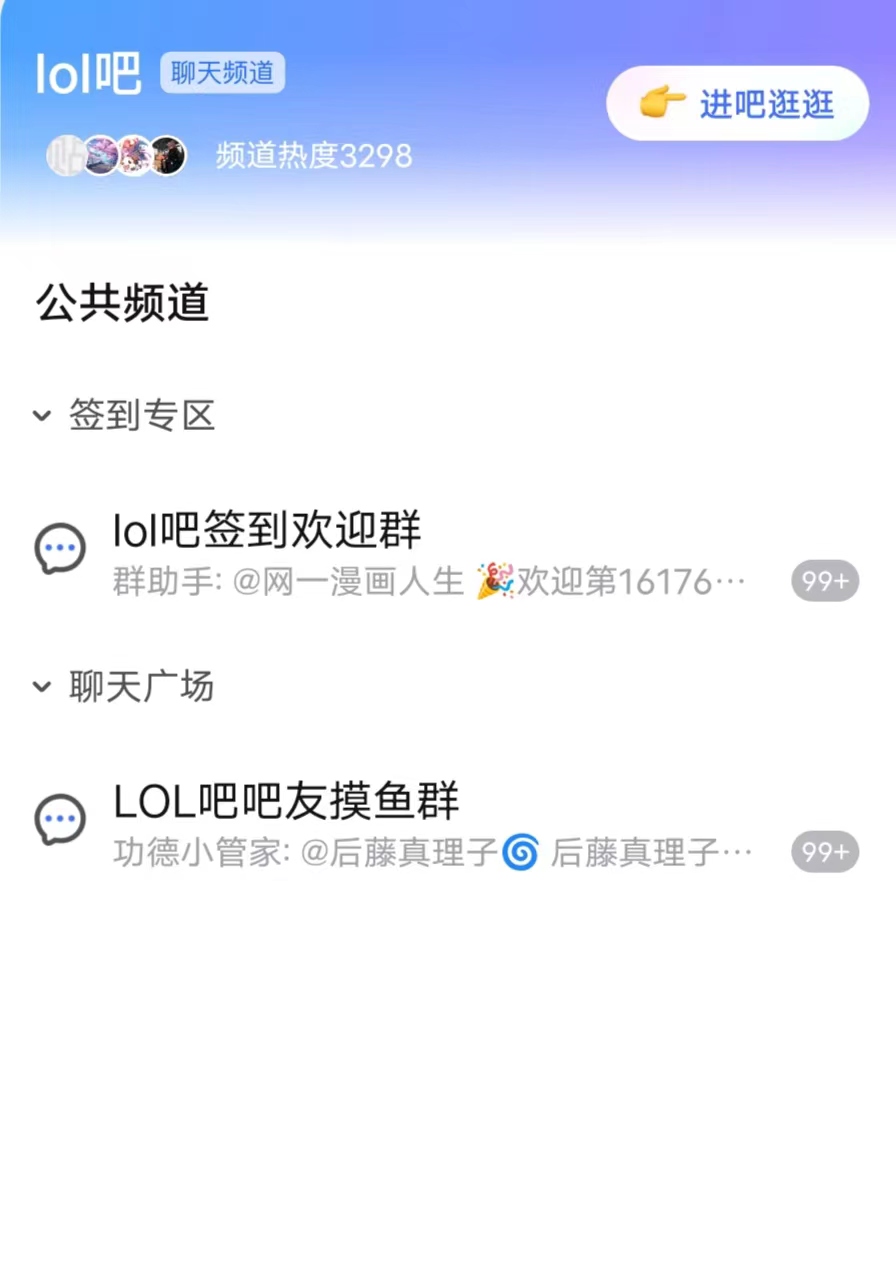 lol吧 聊天频道
👉 进吧逛逛
频道热度3298
公共频道
签到专区
lol吧签到欢迎群
群助手: @网一漫画人生 🎉欢迎第16176···
99+
聊天广场
LOL吧吧友摸鱼群
功德小管家: @后藤真理子🌀 后藤真理子···
99+